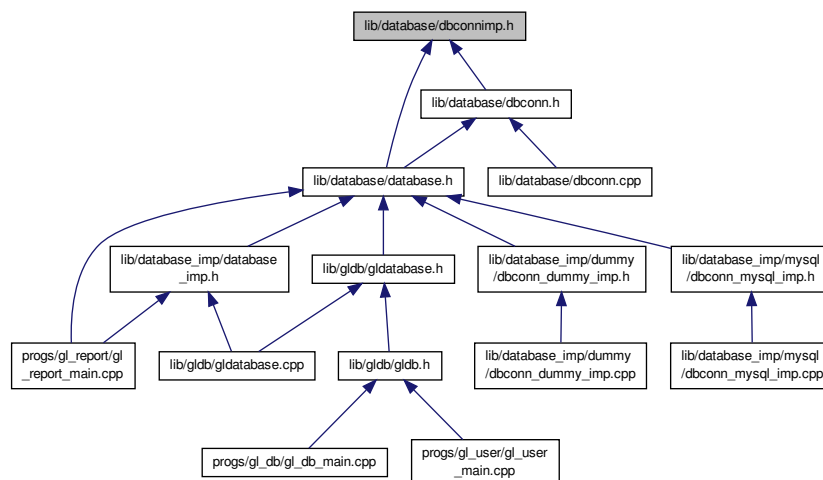 lib/database/dbconnimp.h
lib/database/dbconn.h
lib/database/database.h
lib/database/dbconn.cpp
lib/database_imp/database
_imp.h
lib/gldb/gldatabase.h
lib/database_imp/dummy
/dbconn_dummy_imp.h
lib/database_imp/mysql
/dbconn_mysql_imp.h
progs/gl_report/gl
_report_main.cpp
lib/gldb/gldatabase.cpp
lib/gldb/gldb.h
lib/database_imp/dummy
/dbconn_dummy_imp.cpp
lib/database_imp/mysql
/dbconn_mysql_imp.cpp
progs/gl_db/gl_db_main.cpp
progs/gl_user/gl_user
_main.cpp